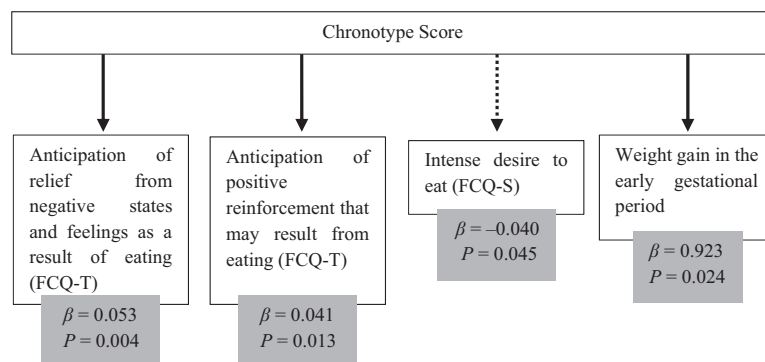 Chronotype Score
Anticipation of
relief from
negative states
and feelings as a
result of eating
(FCQ-T)
β = 0.053
P = 0.004
Anticipation of
positive
reinforcement that
may result from
eating (FCQ-T)
β = 0.041
P = 0.013
Intense desire to
eat (FCQ-S)
β = –0.040
P = 0.045
Weight gain in the
early gestational
period
β = 0.923
P = 0.024